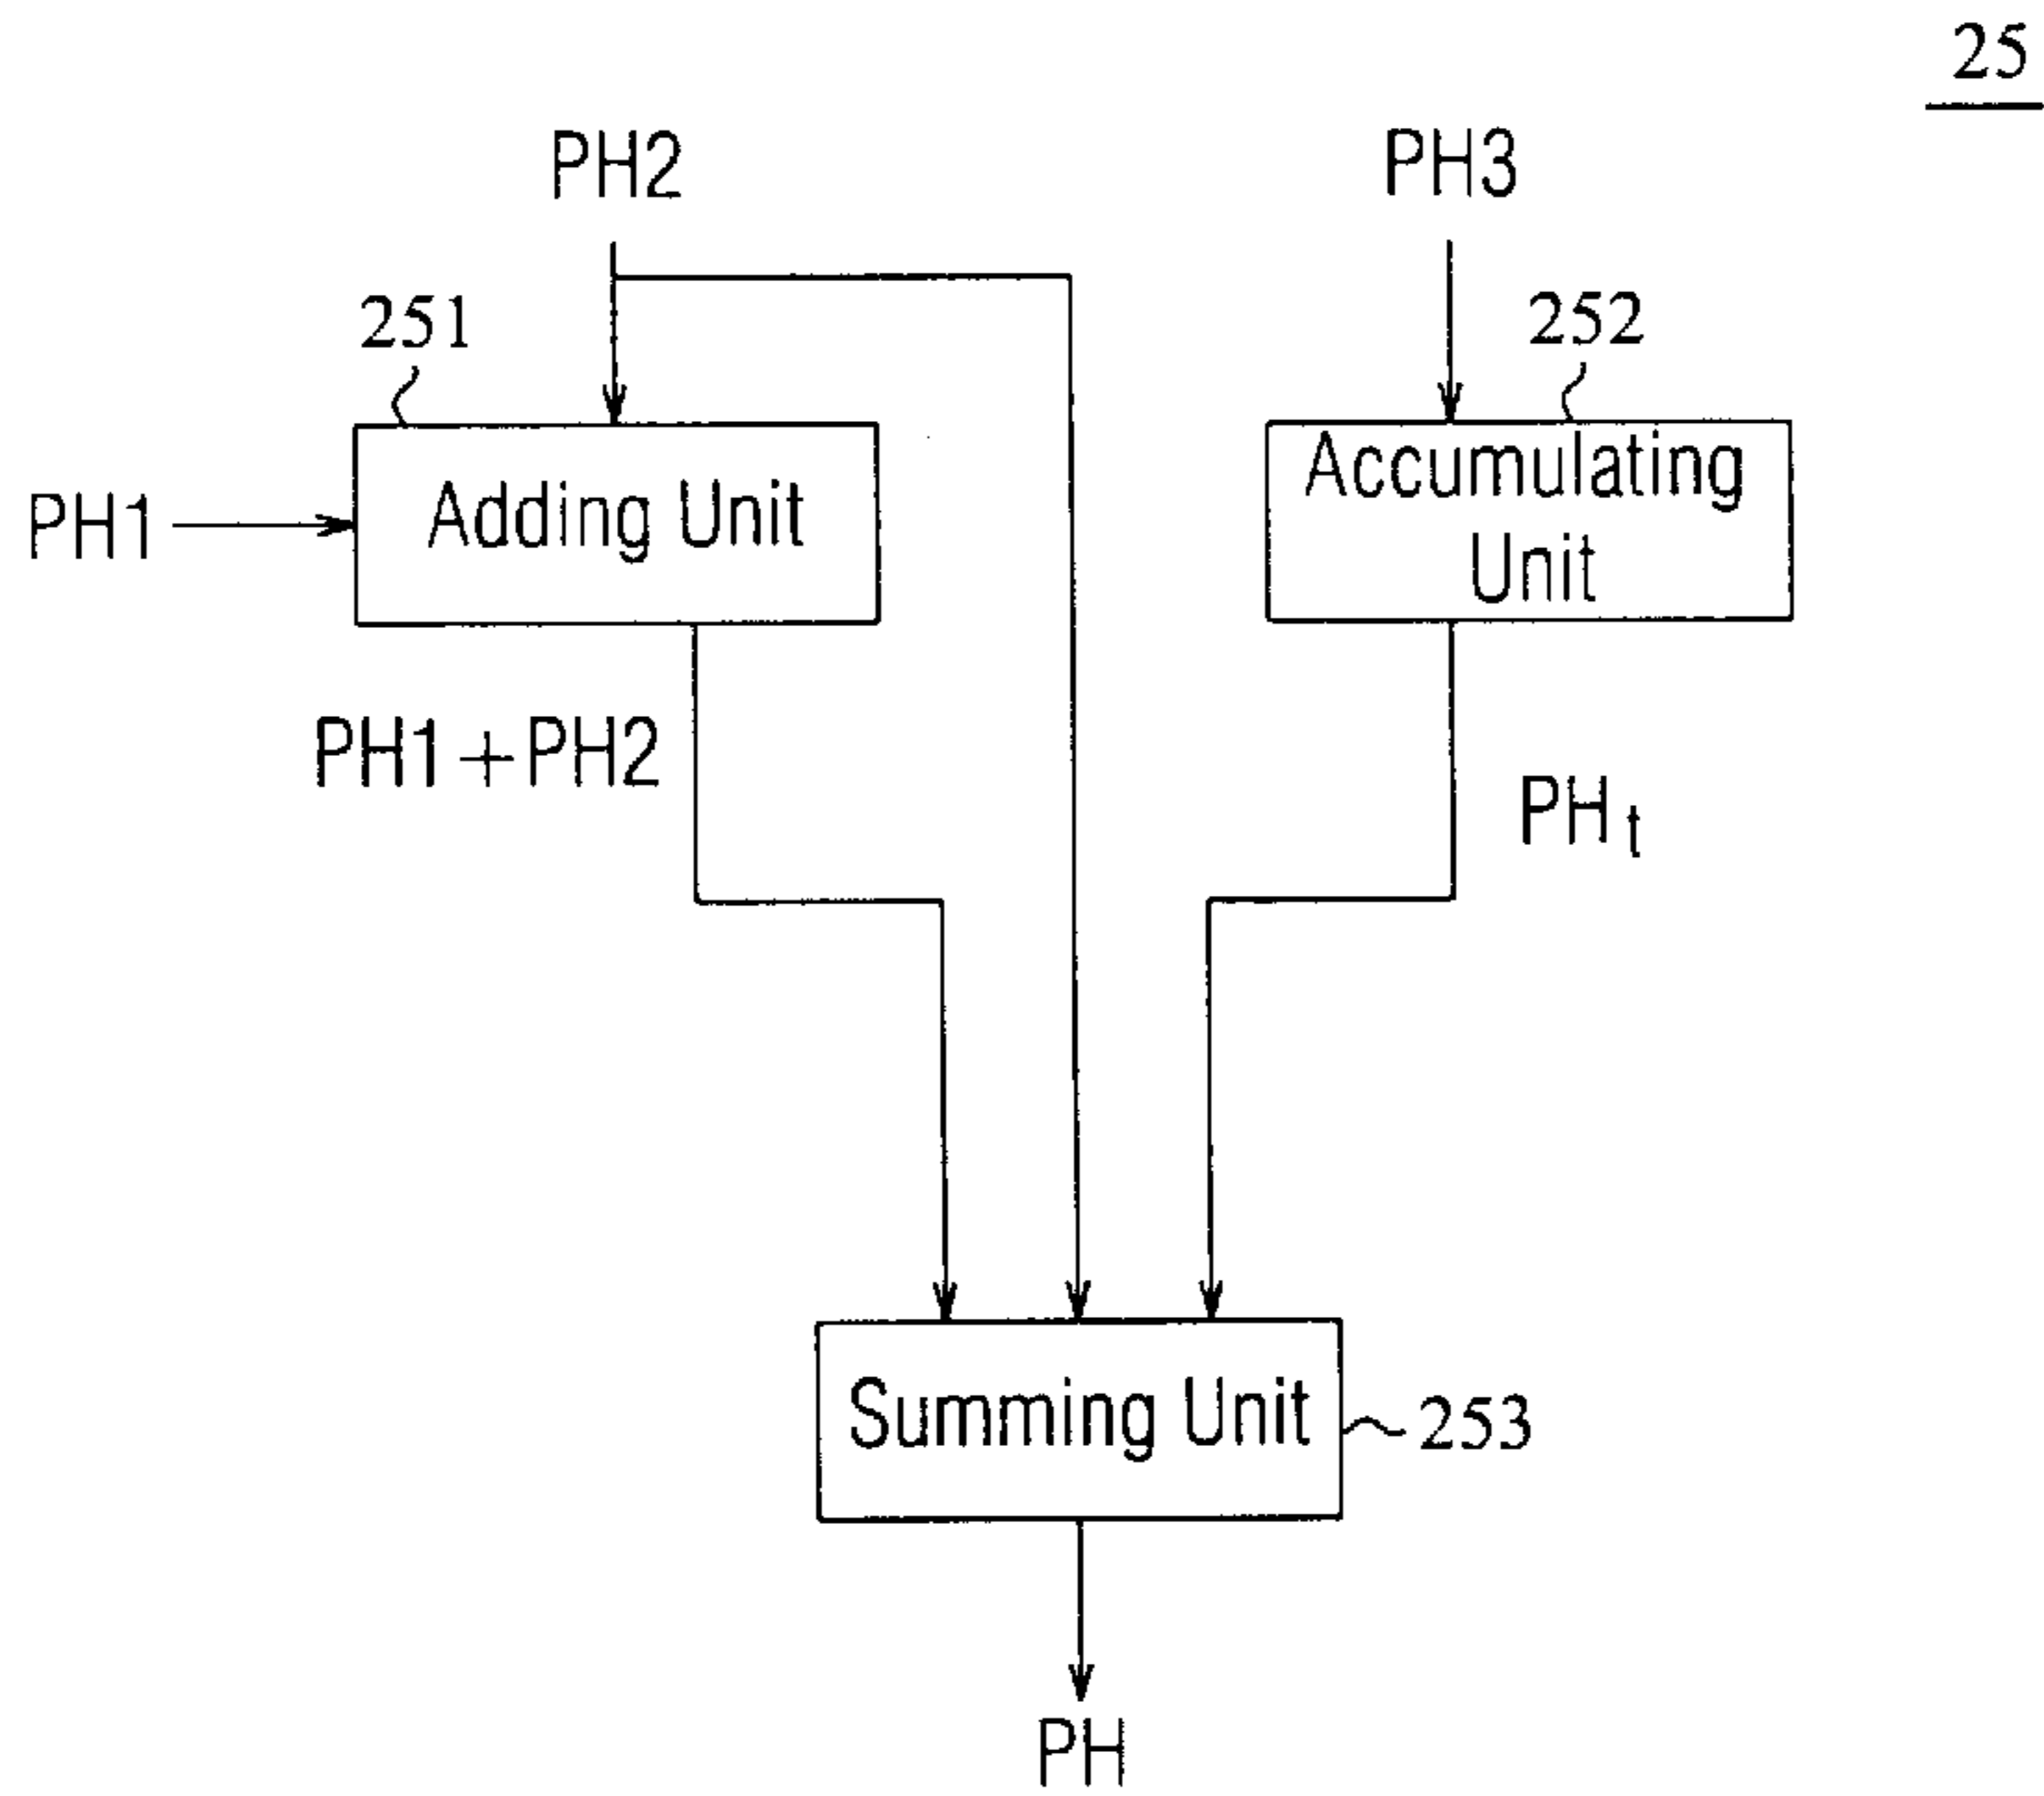 25
PH2
PH3
251
252
PH1
Adding Unit
Accumulating
Unit
PH1+PH2
PHt
Summing Unit
253
PH